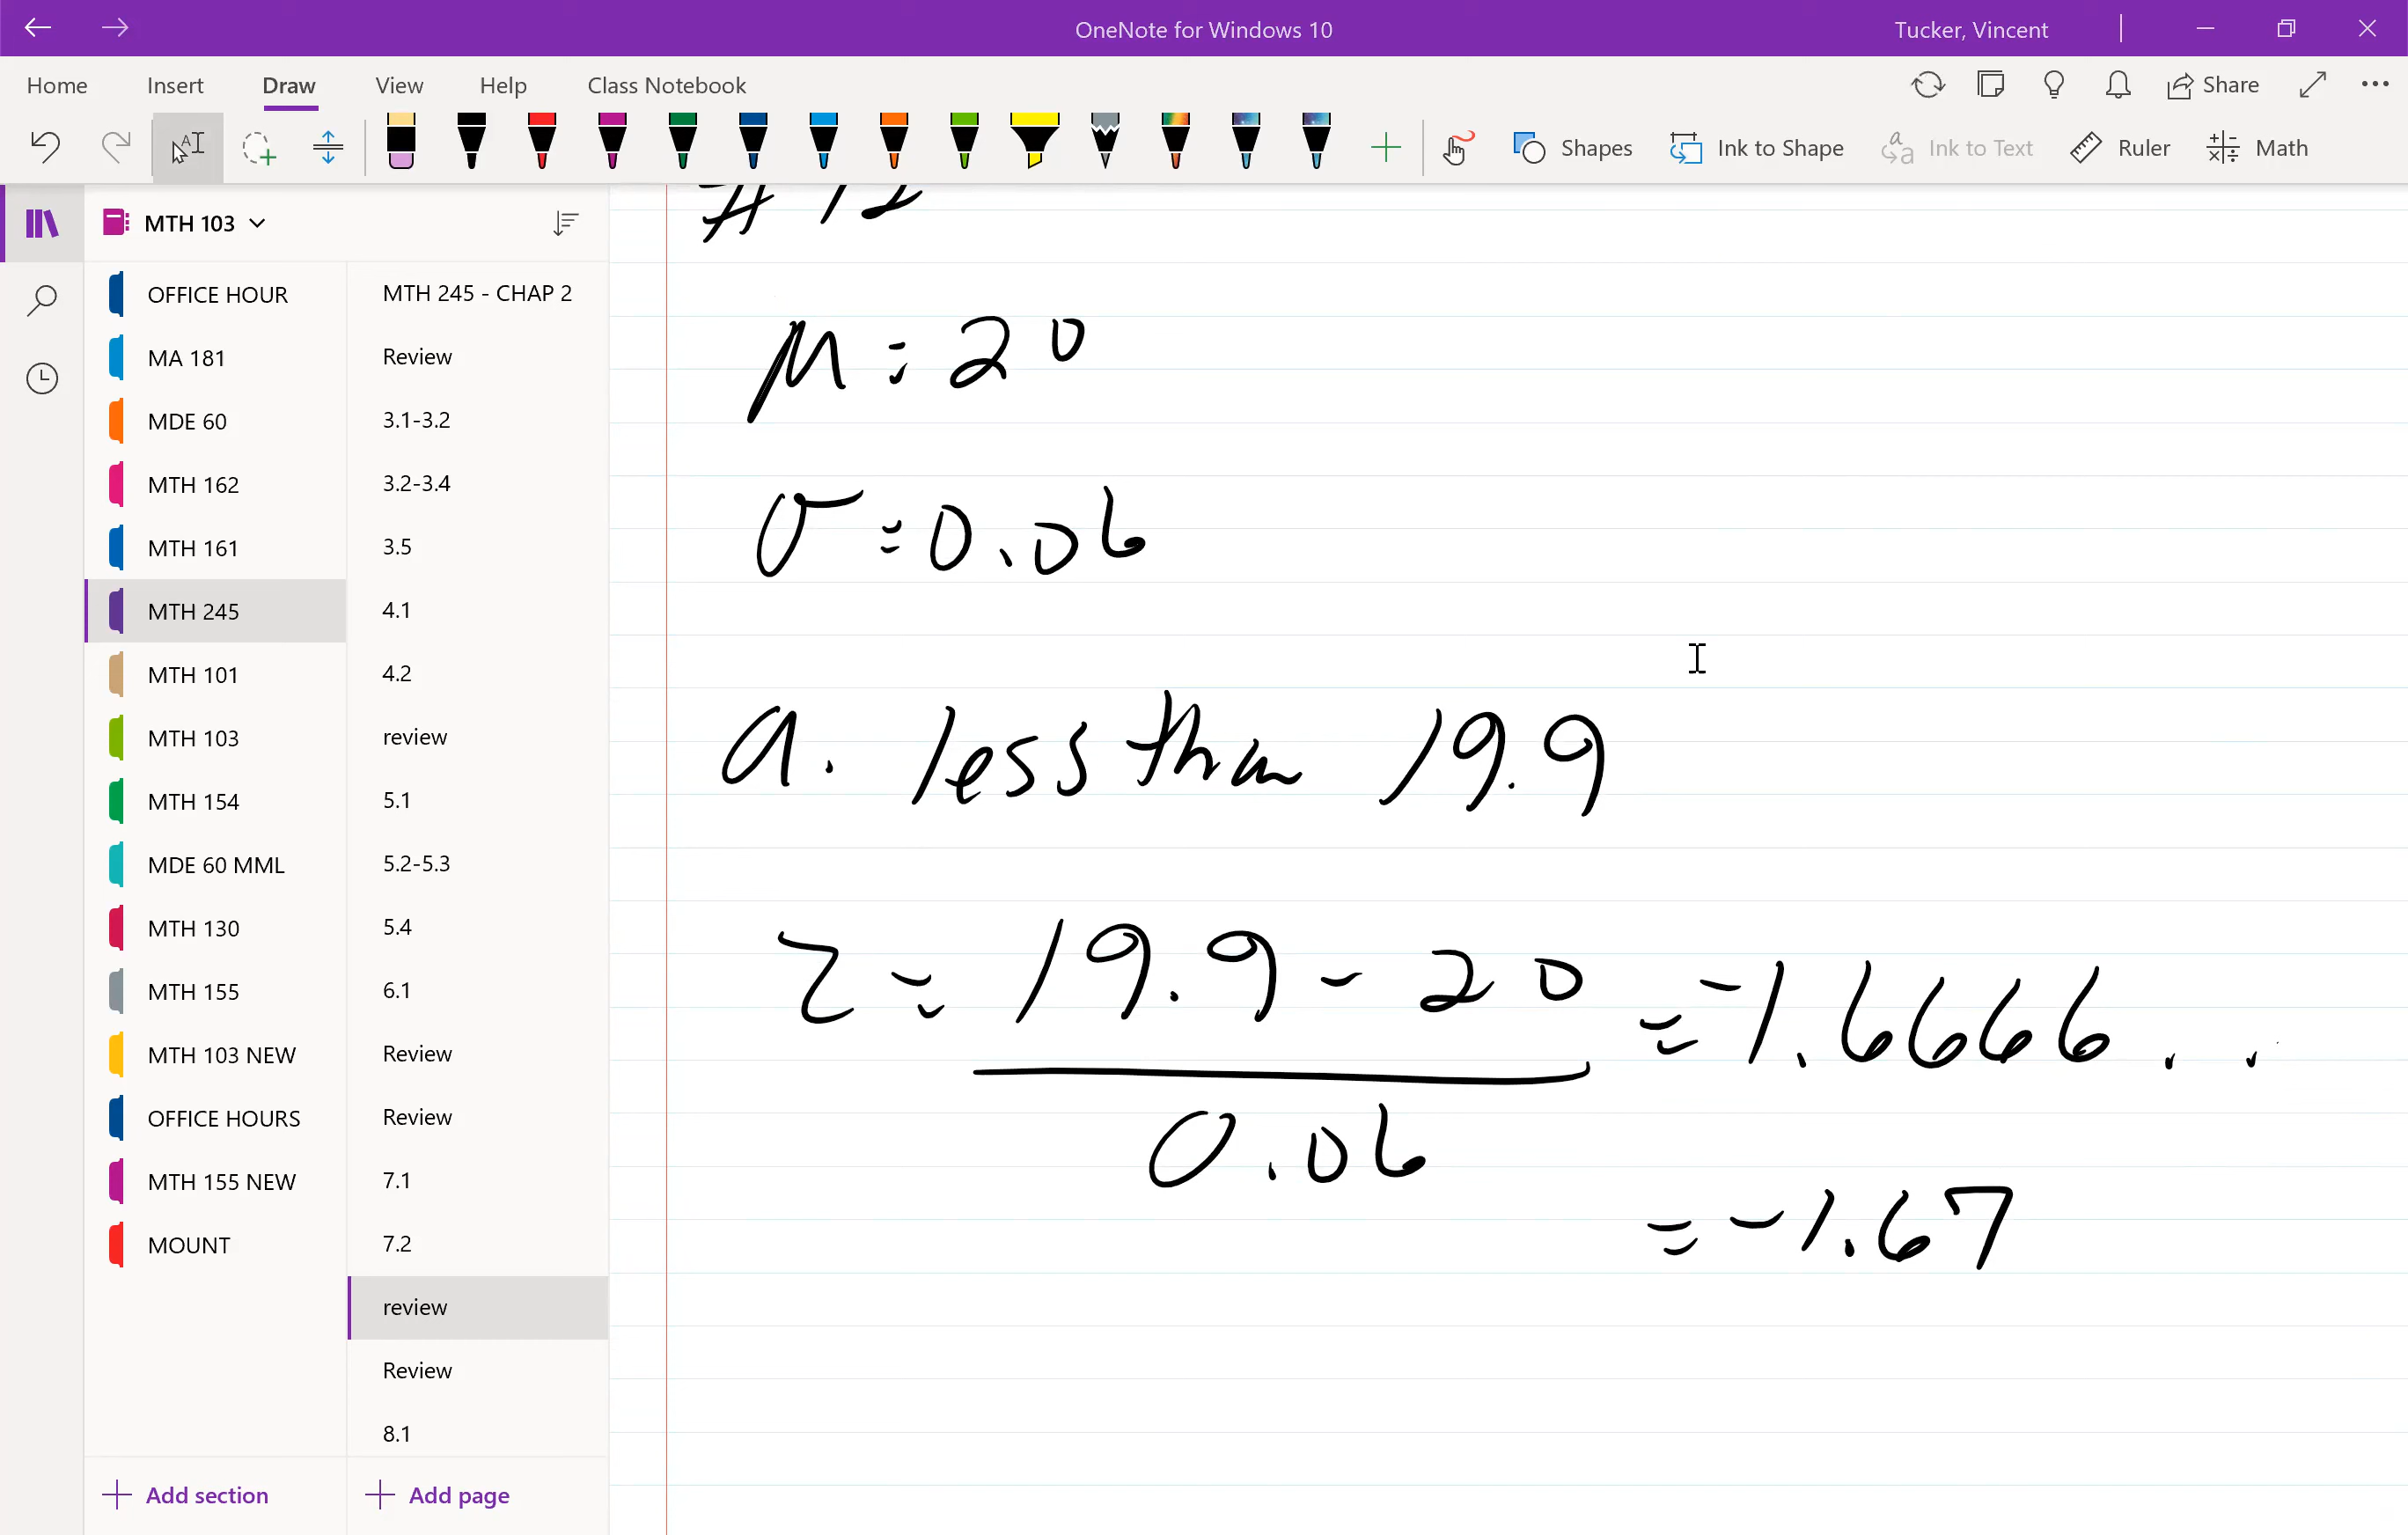 OneNote for Windows 10
Tucker, Vincent
Home Insert Draw View Help Class Notebook
Share
Shapes Ink to Shape Ink to Text Ruler Math
MTH 103
OFFICE HOUR
MA 181
MDE 60
MTH 162
MTH 161
MTH 245
MTH 101
MTH 103
MTH 154
MDE 60 MML
MTH 130
MTH 155
MTH 103 NEW
OFFICE HOURS
MTH 155 NEW
MOUNT
Add section
MTH 245 - CHAP 2
Review
3.1-3.2
3.2-3.4
3.5
4.1
4.2
review
5.1
5.2-5.3
5.4
6.1
Review
Review
7.1
7.2
review
Review
8.1
Add page
# 12
μ = 20
σ = 0.06
a. less than 19.9
z = 19.9 - 20 = -1.6666...
0.06
= -1.67